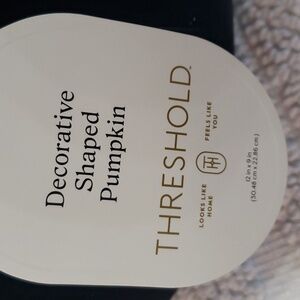 Decorative
Shaped
Pumpkin
THRESHOLD™
LOOKS LIKE
HOME
FEELS LIKE
YOU
12 in x 9 in
(30.48 cm x 22.86 cm)